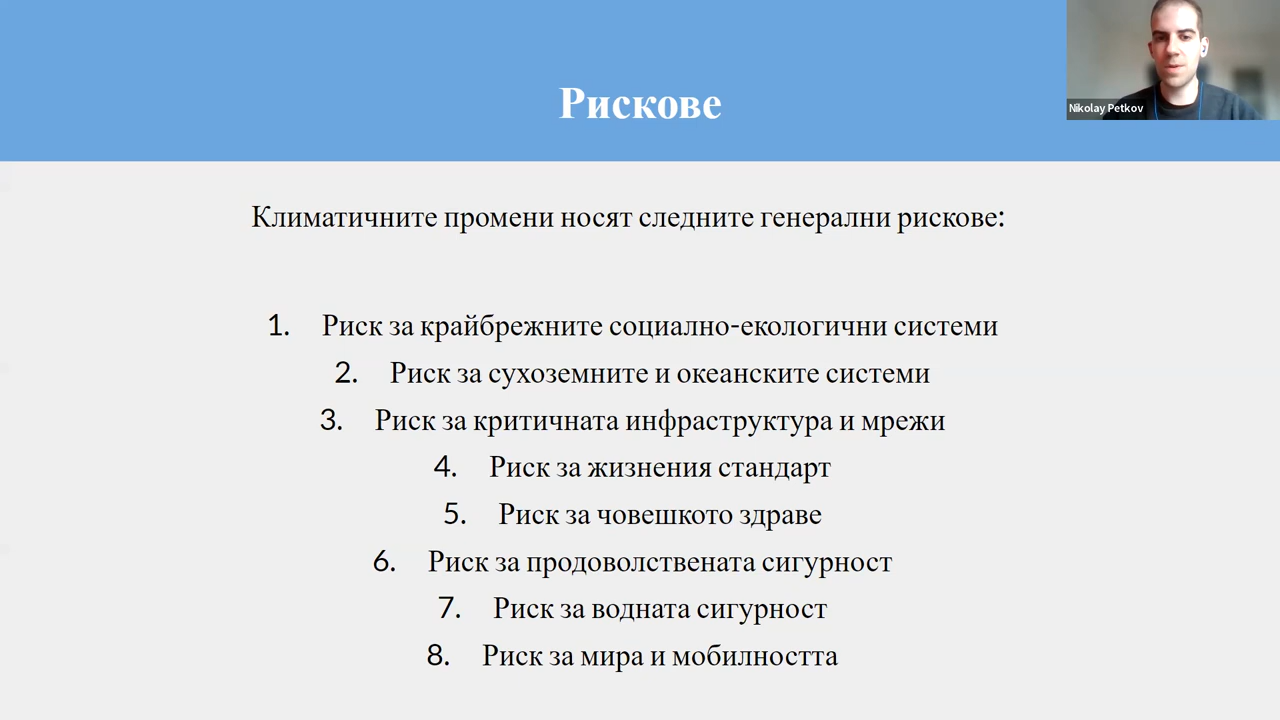 Рискове
Nikolay Petkov
Климатичните промени носят следните генерални рискове:
1. Риск за крайбрежните социално-екологични системи
2. Риск за сухоземните и океанските системи
3. Риск за критичната инфраструктура и мрежи
4. Риск за жизнения стандарт
5. Риск за човешкото здраве
6. Риск за продоволствената сигурност
7. Риск за водната сигурност
8. Риск за мира и мобилността